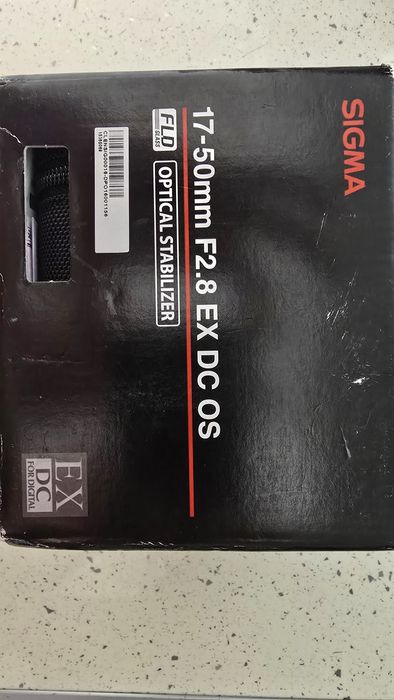 SIGMA
17-50mm F2.8 EX DC OS
FLD
GLASS
OPTICAL STABILIZER
EX
DC
FOR DIGITAL